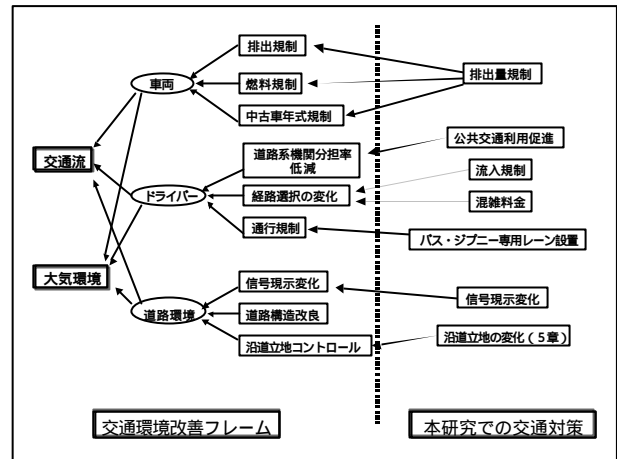 排出規制
排出量規制
車両
燃料規制
中古車年式規制
公共交通利用促進
道路系機関分担率
低減
交通流
流入規制
ドライバー
経路選択の変化
混雑料金
通行規制
バス・ジプニー専用レーン設置
大気環境
信号現示変化
信号現示変化
道路環境
道路構造改良
沿道立地の変化(５章)
沿道立地コントロール
交通環境改善フレーム
本研究での交通対策